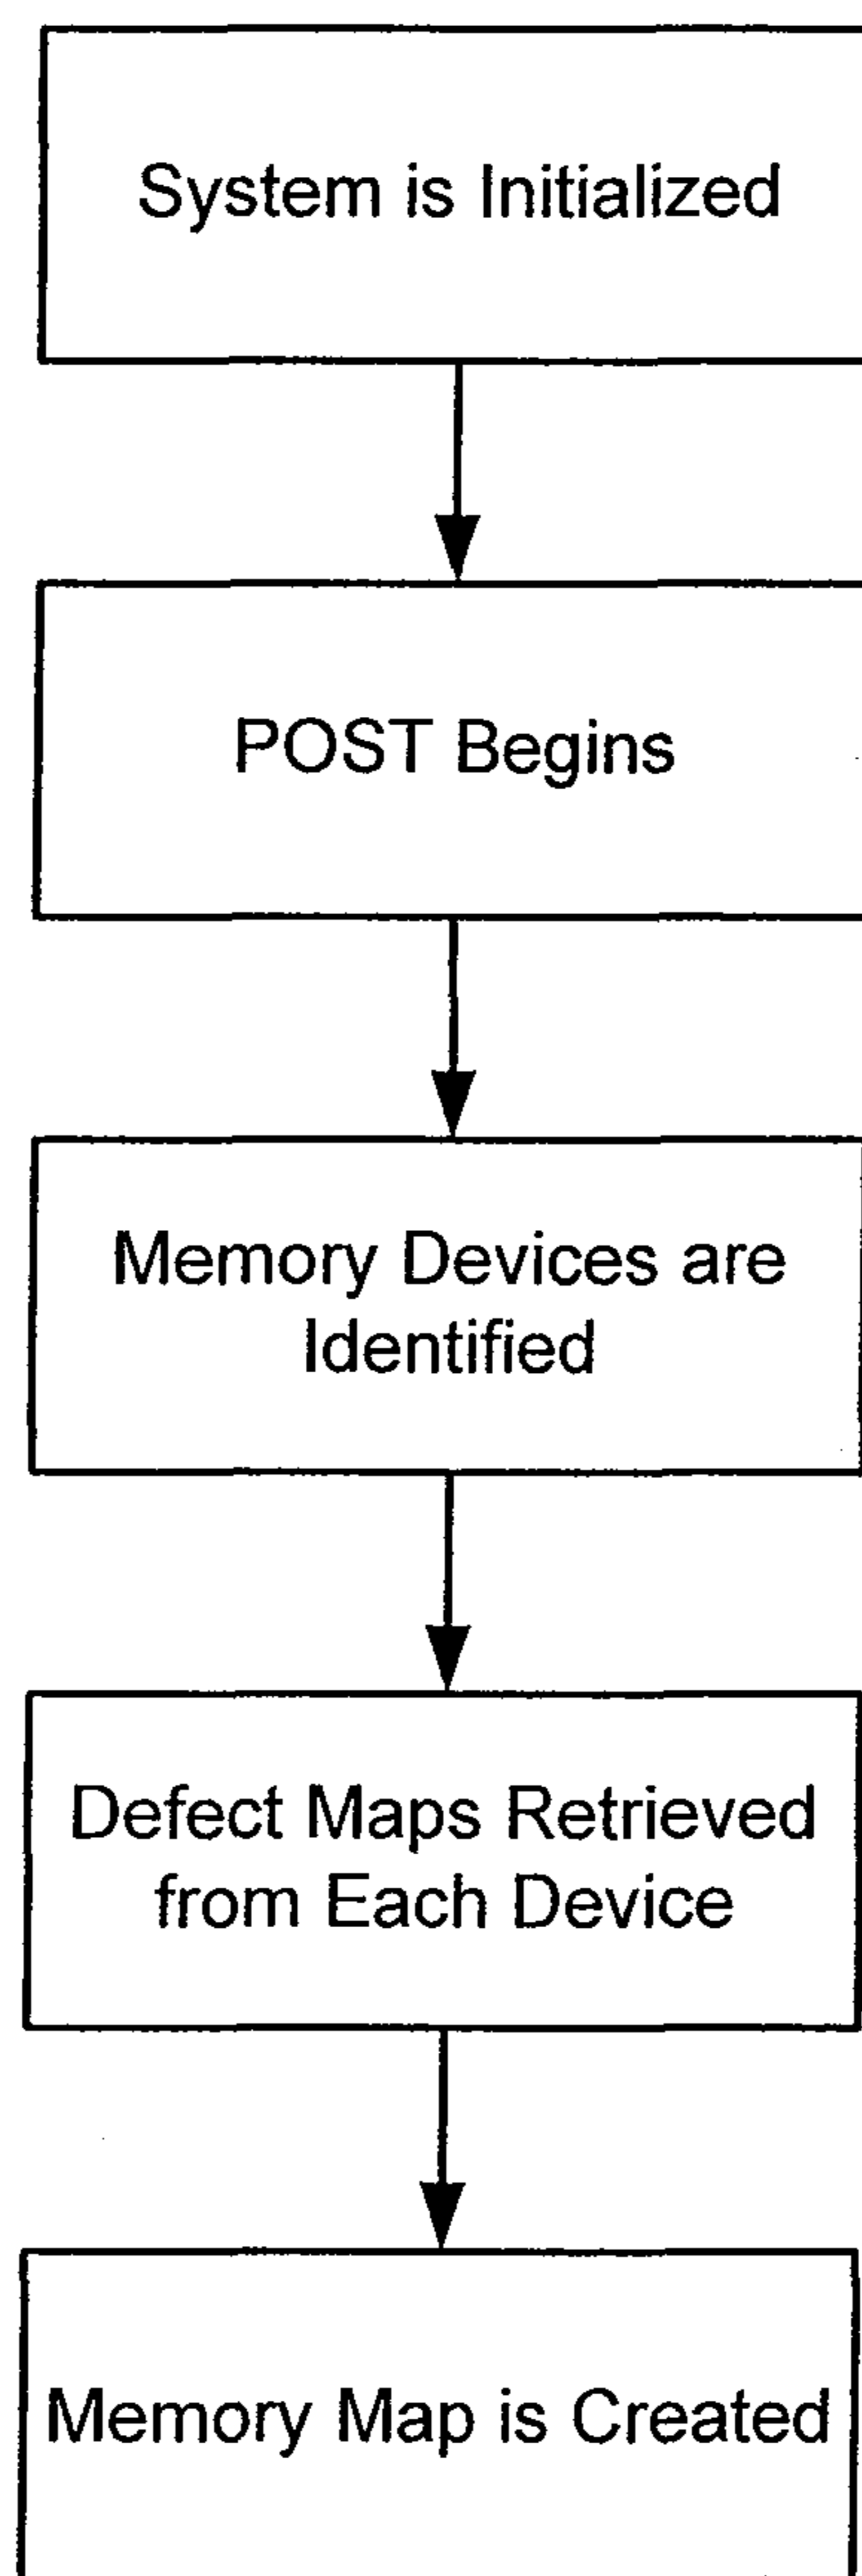 System is Initialized
POST Begins
Memory Devices are
Identified
Defect Maps Retrieved
from Each Device
Memory Map is Created